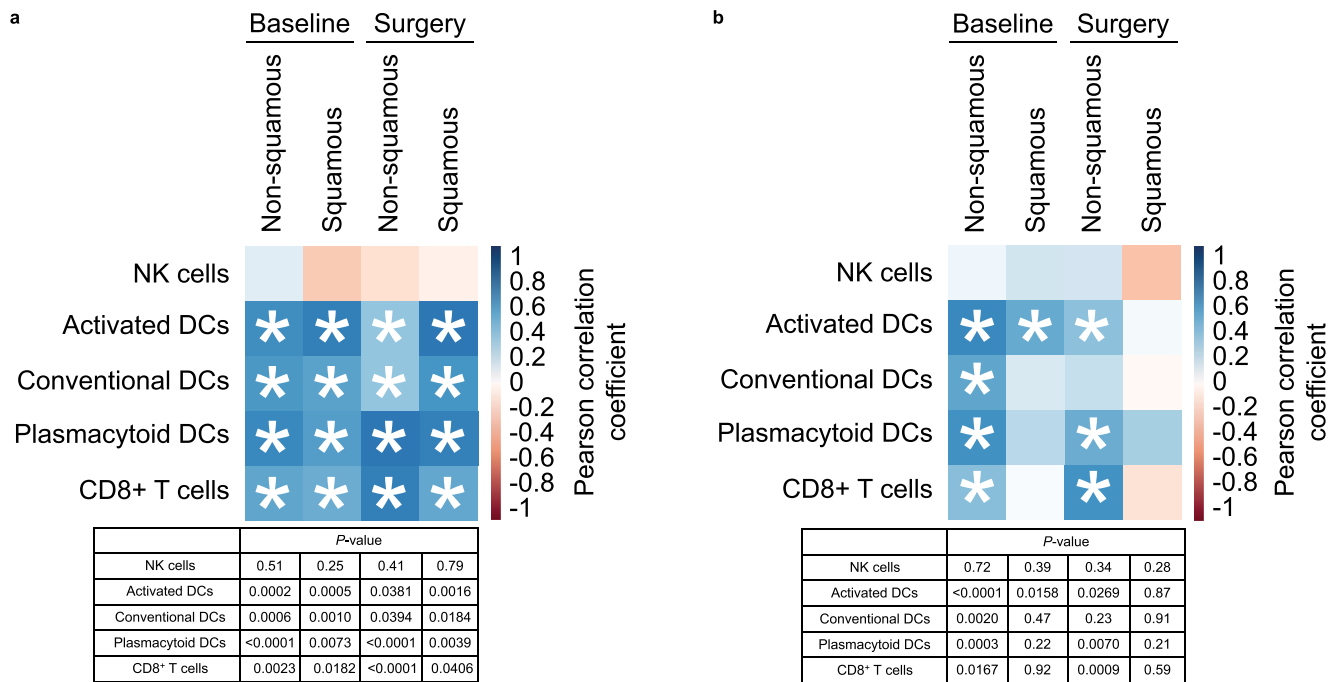 a
Baseline Surgery
Non-squamous
Squamous
Non-squamous
Squamous
NK cells
Activated DCs
* * * *
Conventional DCs
* * * *
Plasmacytoid DCs
* * * *
CD8+ T cells
* * * *
1
0.8
0.6
0.4
0.2
0
-0.2
-0.4
-0.6
-0.8
-1
Pearson correlation
coefficient
P-value
NK cells 0.51 0.25 0.41 0.79
Activated DCs 0.0002 0.0005 0.0381 0.0016
Conventional DCs 0.0006 0.0010 0.0394 0.0184
Plasmacytoid DCs <0.0001 0.0073 <0.0001 0.0039
CD8⁺ T cells 0.0023 0.0182 <0.0001 0.0406
b
Baseline Surgery
Non-squamous
Squamous
Non-squamous
Squamous
NK cells
Activated DCs
* * *
Conventional DCs
*
Plasmacytoid DCs
* *
CD8+ T cells
* *
1
0.8
0.6
0.4
0.2
0
-0.2
-0.4
-0.6
-0.8
-1
Pearson correlation
coefficient
P-value
NK cells 0.72 0.39 0.34 0.28
Activated DCs <0.0001 0.0158 0.0269 0.87
Conventional DCs 0.0020 0.47 0.23 0.91
Plasmacytoid DCs 0.0003 0.22 0.0070 0.21
CD8⁺ T cells 0.0167 0.92 0.0009 0.59